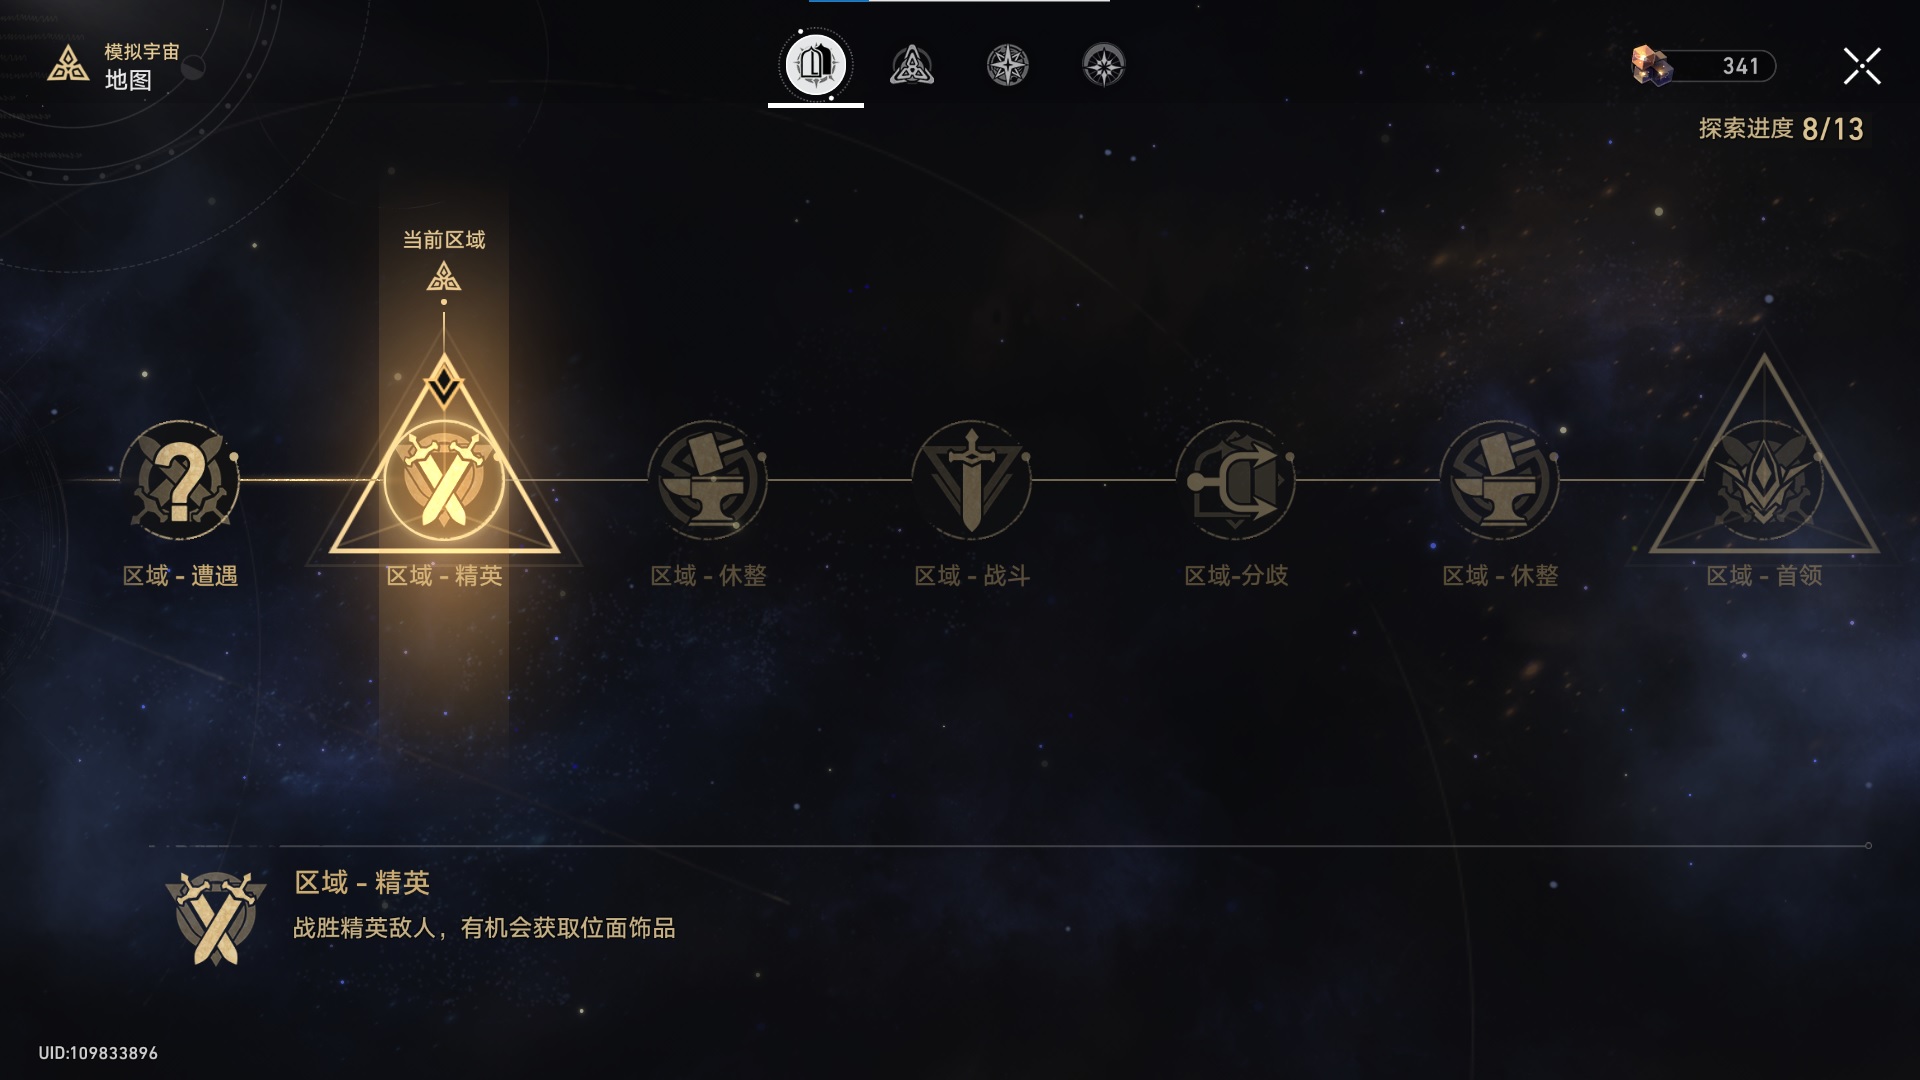 模拟宇宙
地图
341
探索进度 8/13
当前区域
区域 - 遭遇
区域 - 精英
区域 - 休整
区域 - 战斗
区域-分歧
区域 - 休整
区域 - 首领
区域 - 精英
战胜精英敌人，有机会获取位面饰品
UID:109833896